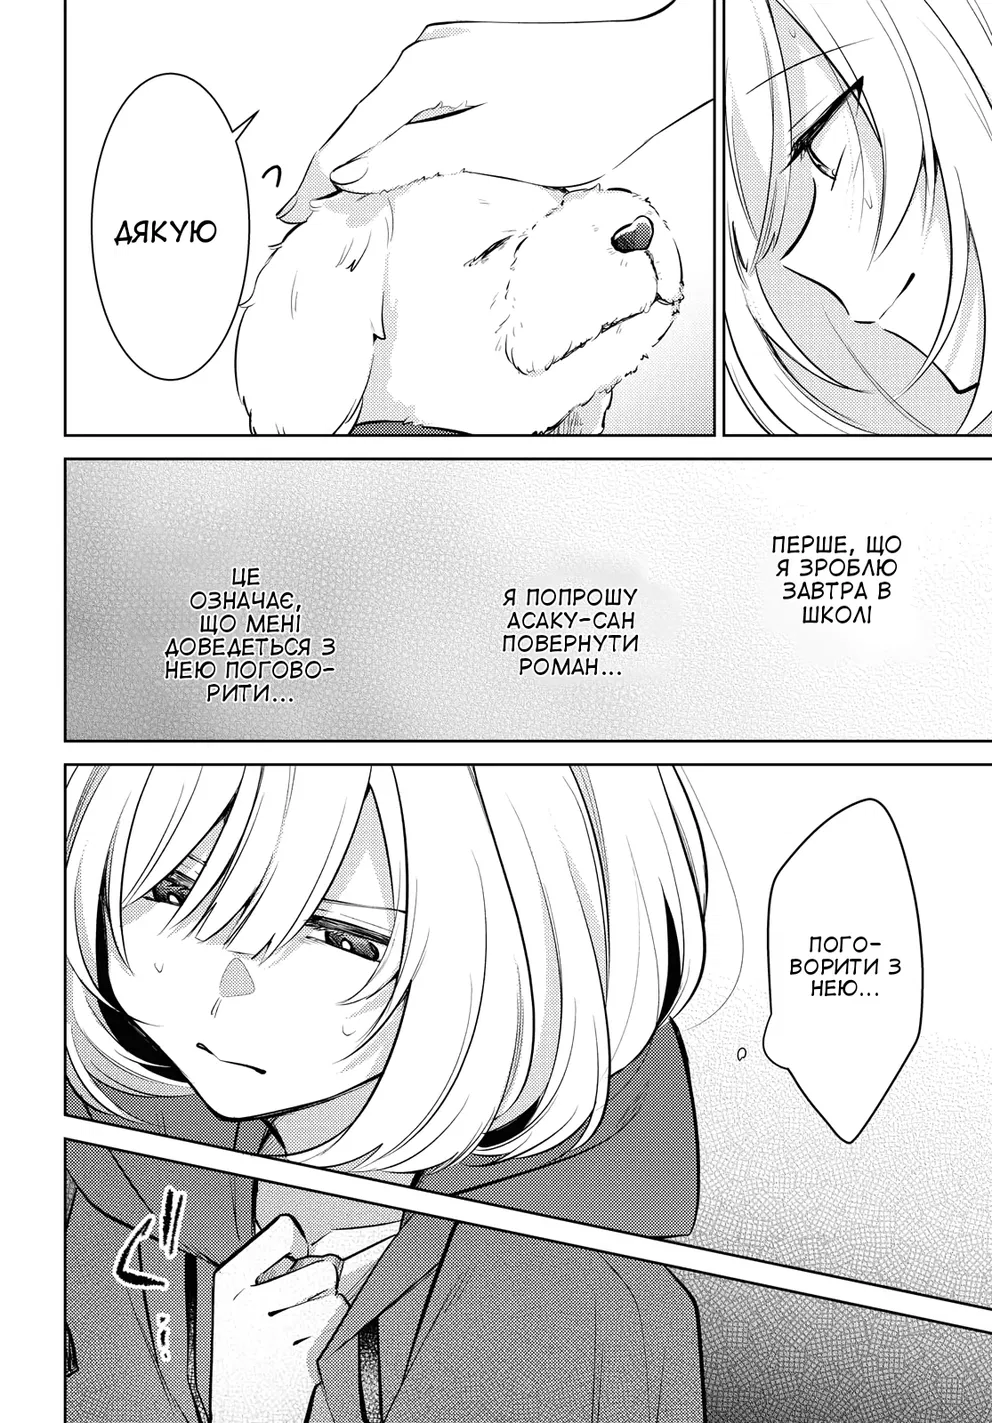 ДЯКУЮ
ПЕРШЕ, ЩО
Я ЗРОБЛЮ
ЗАВТРА В
ШКОЛІ
Я ПОПРОШУ
АСАКУ-САН
ПОВЕРНУТИ
РОМАН...
ЦЕ
ОЗНАЧАЄ,
ЩО МЕНІ
ДОВЕДЕТЬСЯ З
НЕЮ ПОГОВО-
РИТИ...
ПОГО-
ВОРИТИ З
НЕЮ...